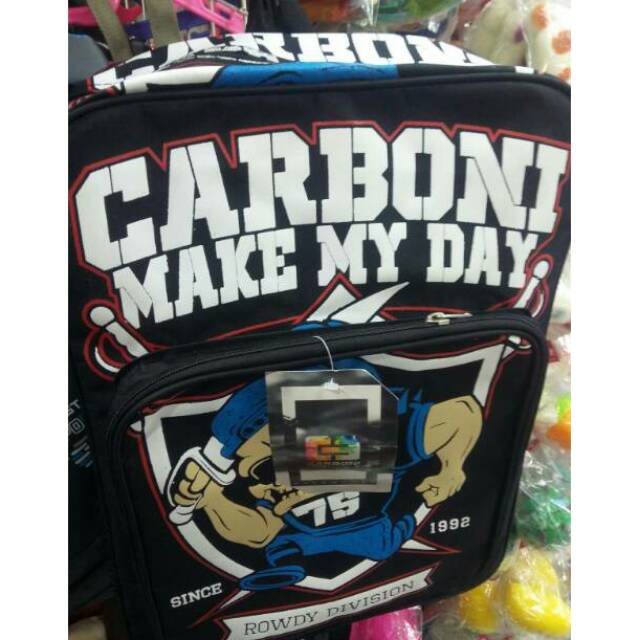 CARBONI
CARBONI
MAKE MY DAY
75
SINCE
1992
ROWDY DIVISION